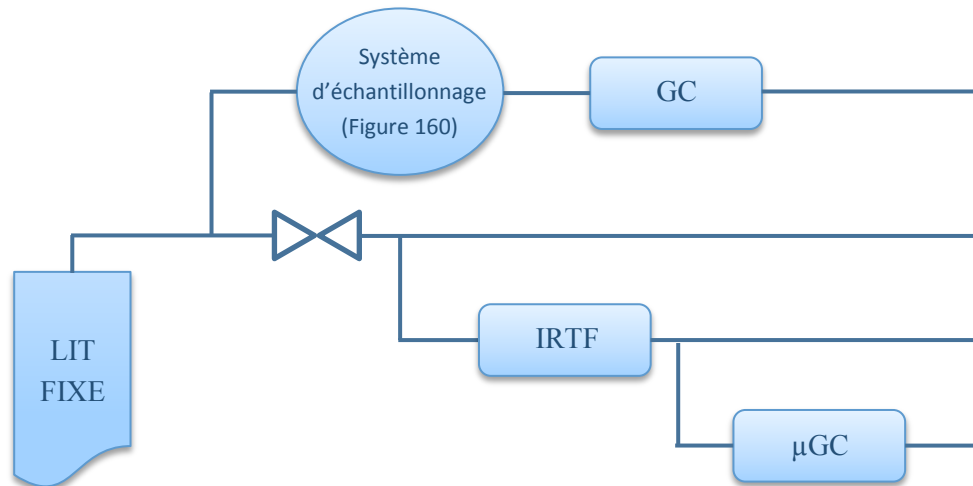 Système
d’échantillonnage
(Figure 160)
GC
LIT
FIXE
IRTF
µGC